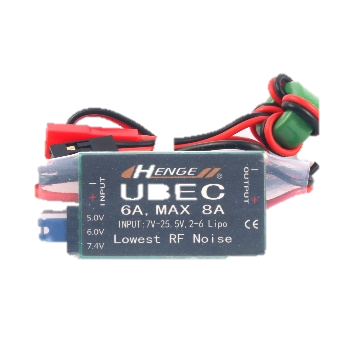 HENGE
UBEC
6A, MAX 8A
INPUT:7V-25.5V,2-6 Lipo
Lowest RF Noise
+ INPUT −
5.0V
6.0V
7.4V
− OUTPUT +
CE